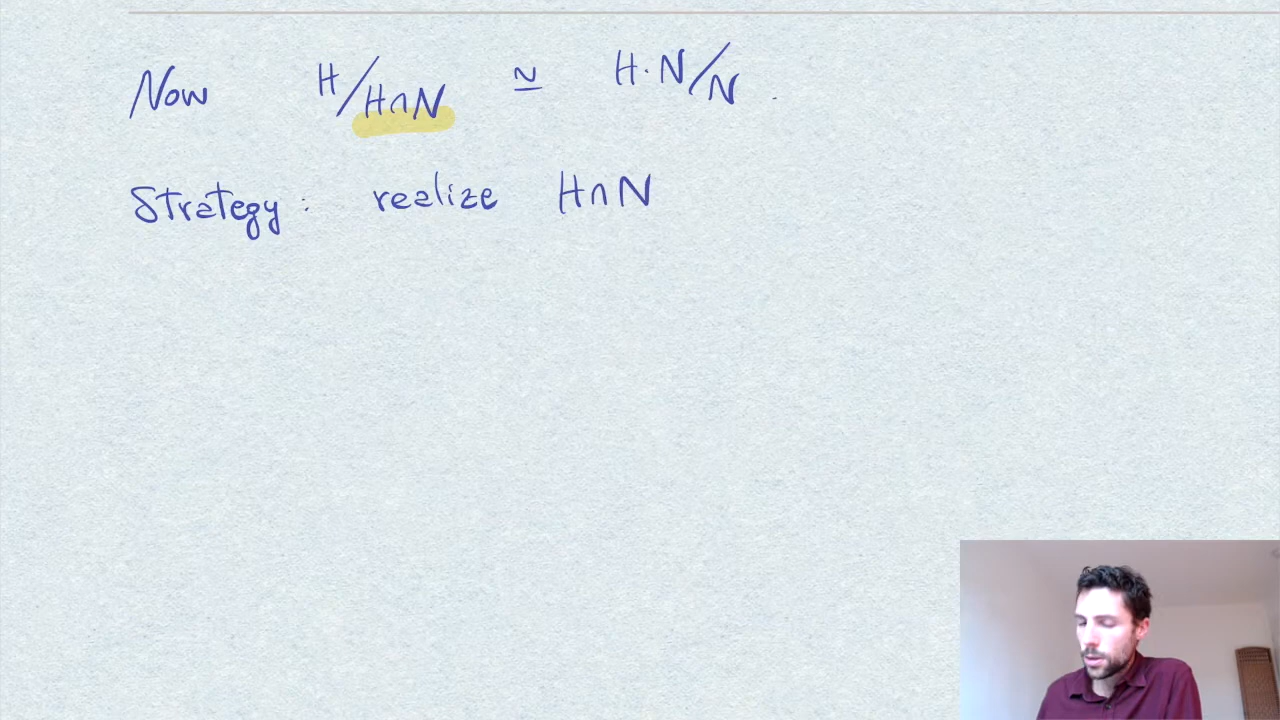 Now H/H∩N ≅ H·N/N .
Strategy: realize H∩N